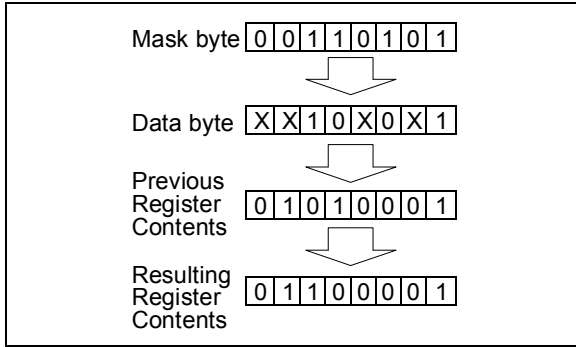 Mask byte 0 0 1 1 0 1 0 1
Data byte X X 1 0 X 0 X 1
Previous
Register
Contents
0 1 0 1 0 0 0 1
Resulting
Register
Contents
0 1 1 0 0 0 0 1